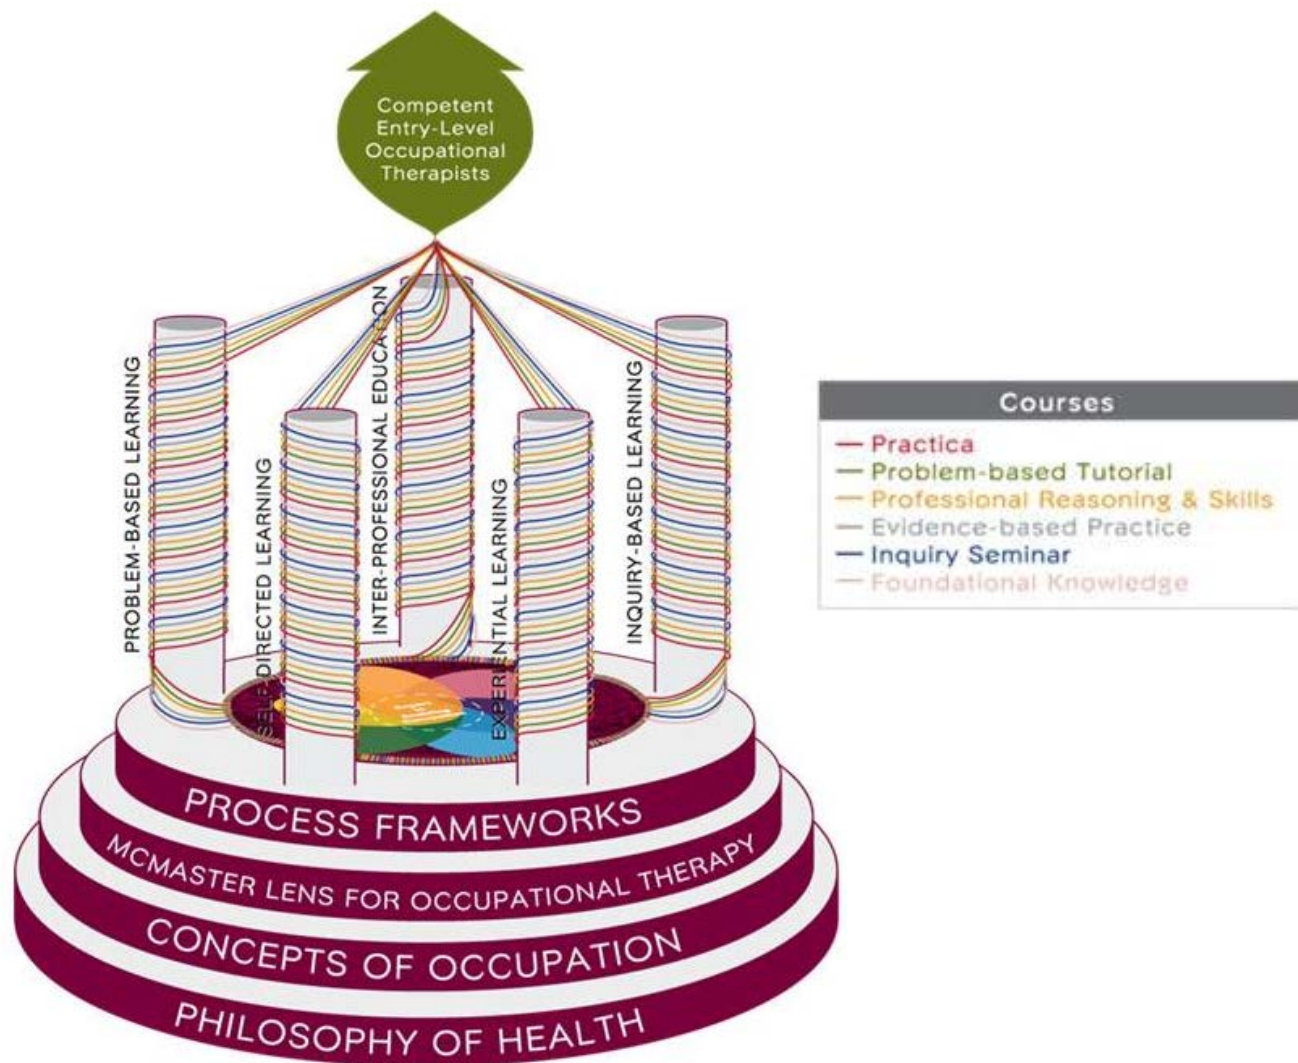 Competent
Entry-Level
Occupational
Therapists
PROBLEM-BASED LEARNING
SELF-DIRECTED LEARNING
INTER-PROFESSIONAL EDUCATION
EXPERIENTIAL LEARNING
INQUIRY-BASED LEARNING
Courses
Practica
Problem-based Tutorial
Professional Reasoning & Skills
Evidence-based Practice
Inquiry Seminar
Foundational Knowledge
PROCESS FRAMEWORKS
MCMASTER LENS FOR OCCUPATIONAL THERAPY
CONCEPTS OF OCCUPATION
PHILOSOPHY OF HEALTH